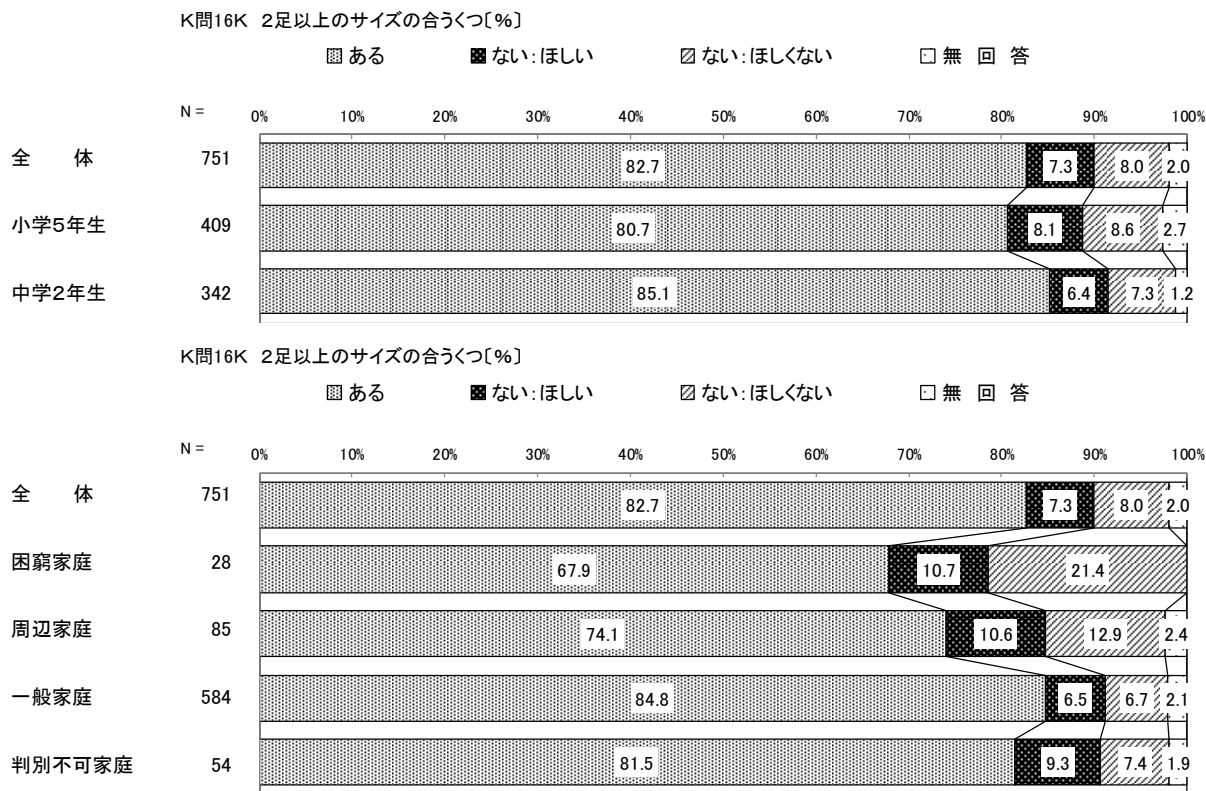 K問16K 2足以上のサイズの合うくつ〔%〕
ある ない:ほしい ない:ほしくない 無 回 答
N = 0% 10% 20% 30% 40% 50% 60% 70% 80% 90% 100%
全 体 751 82.7 7.3 8.0 2.0
小学5年生 409 80.7 8.1 8.6 2.7
中学2年生 342 85.1 6.4 7.3 1.2
K問16K 2足以上のサイズの合うくつ〔%〕
ある ない:ほしい ない:ほしくない 無 回 答
N = 0% 10% 20% 30% 40% 50% 60% 70% 80% 90% 100%
全 体 751 82.7 7.3 8.0 2.0
困窮家庭 28 67.9 10.7 21.4
周辺家庭 85 74.1 10.6 12.9 2.4
一般家庭 584 84.8 6.5 6.7 2.1
判別不可家庭 54 81.5 9.3 7.4 1.9